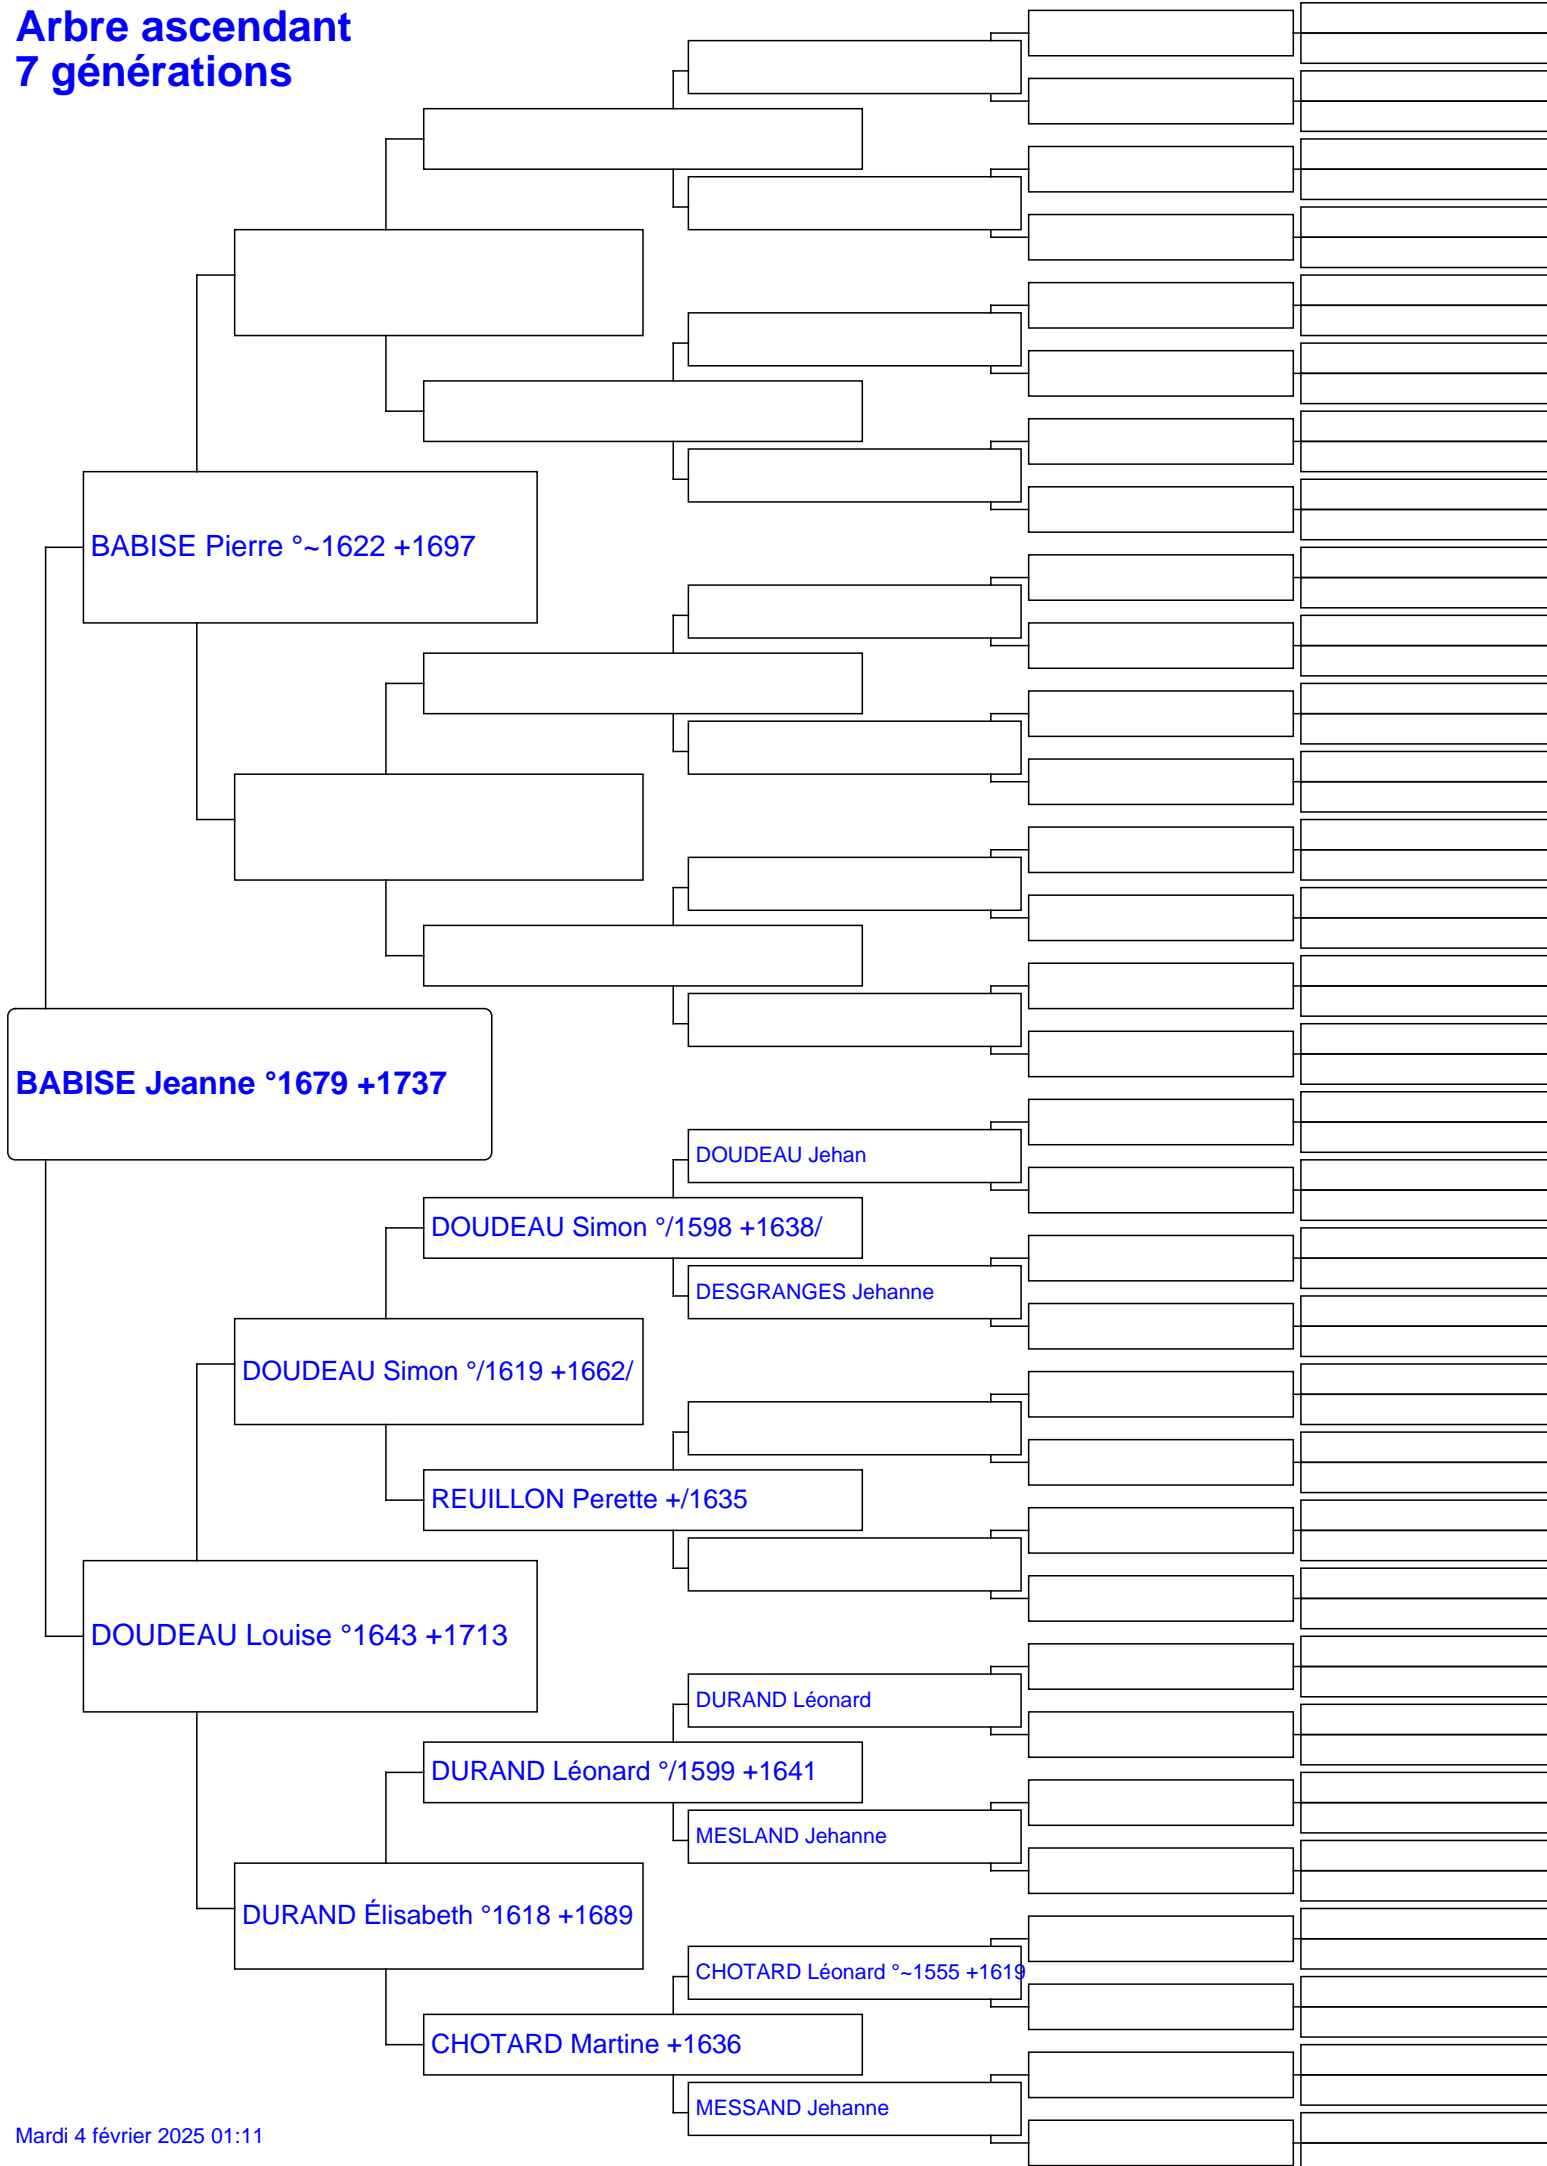 Arbre ascendant
7 générations
BABISE Pierre °~1622 +1697
BABISE Jeanne °1679 +1737
DOUDEAU Jehan
DOUDEAU Simon °/1598 +1638/
DESGRANGES Jehanne
DOUDEAU Simon °/1619 +1662/
REUILLON Perette +/1635
DOUDEAU Louise °1643 +1713
DURAND Léonard
DURAND Léonard °/1599 +1641
MESLAND Jehanne
DURAND Élisabeth °1618 +1689
CHOTARD Léonard °~1555 +1619
CHOTARD Martine +1636
MESSAND Jehanne
Mardi 4 février 2025 01:11